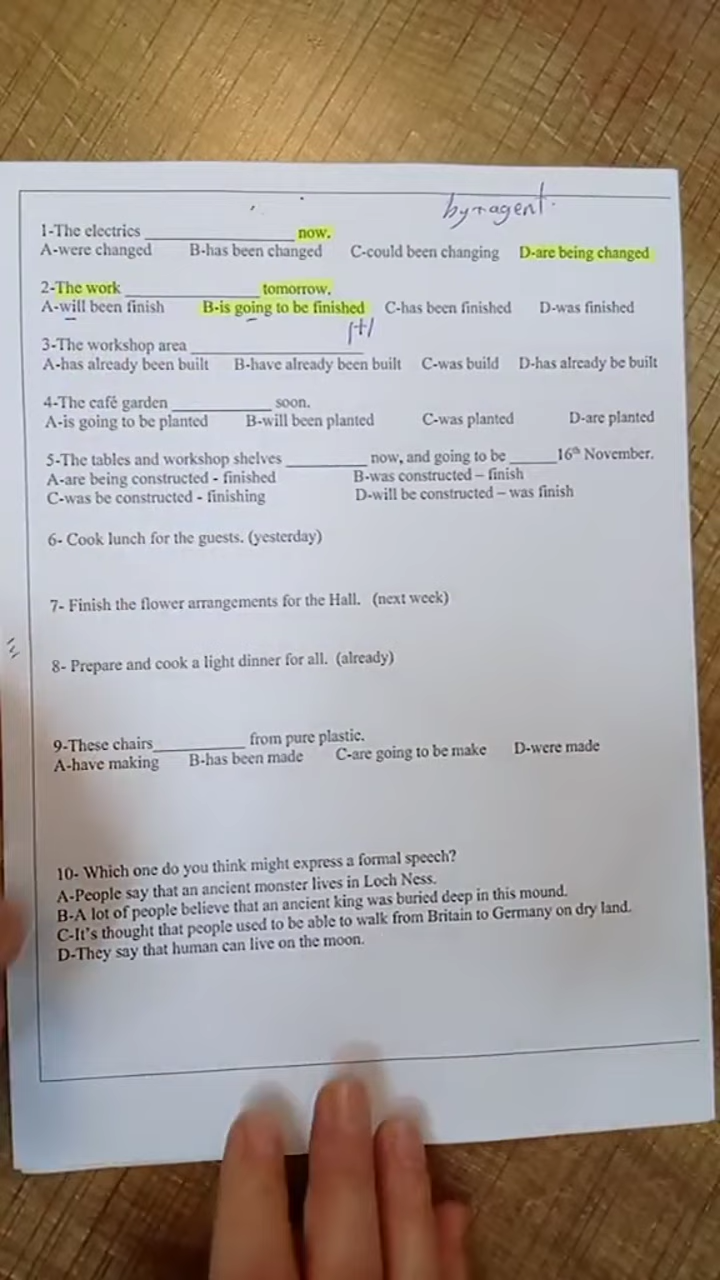 by+agent.
1-The electrics ____________ now.
A-were changed B-has been changed C-could been changing D-are being changed
2-The work ____________ tomorrow.
A-will been finish B-is going to be finished C-has been finished D-was finished
3-The workshop area ____________
A-has already been built B-have already been built C-was build D-has already be built
4-The café garden __________ soon.
A-is going to be planted B-will been planted C-was planted D-are planted
5-The tables and workshop shelves ________ now, and going to be _____16th November.
A-are being constructed - finished B-was constructed – finish
C-was be constructed - finishing D-will be constructed – was finish
6- Cook lunch for the guests. (yesterday)
7- Finish the flower arrangements for the Hall. (next week)
8- Prepare and cook a light dinner for all. (already)
9-These chairs_________ from pure plastic.
A-have making B-has been made C-are going to be make D-were made
10- Which one do you think might express a formal speech?
A-People say that an ancient monster lives in Loch Ness.
B-A lot of people believe that an ancient king was buried deep in this mound.
C-It's thought that people used to be able to walk from Britain to Germany on dry land.
D-They say that human can live on the moon.